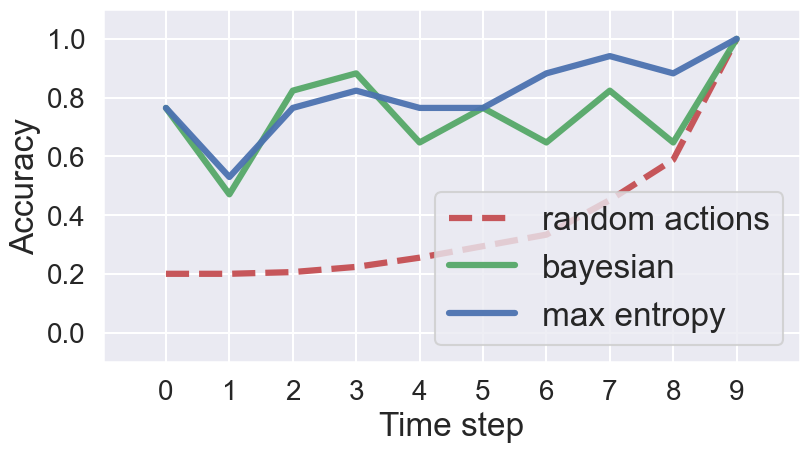 Accuracy
1.0
0.8
0.6
0.4
0.2
0.0
random actions
bayesian
max entropy
0 1 2 3 4 5 6 7 8 9
Time step